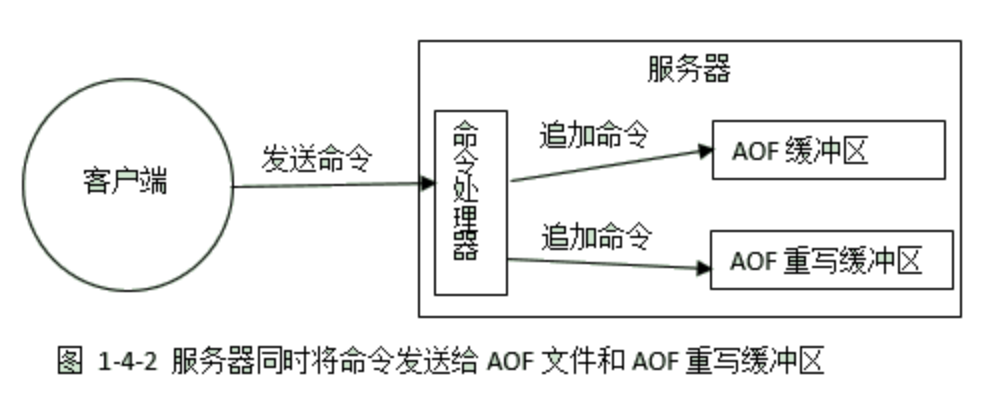 服务器
客户端
发送命令
命令处理器
追加命令
AOF 缓冲区
追加命令
AOF 重写缓冲区
图 1-4-2 服务器同时将命令发送给 AOF 文件和 AOF 重写缓冲区